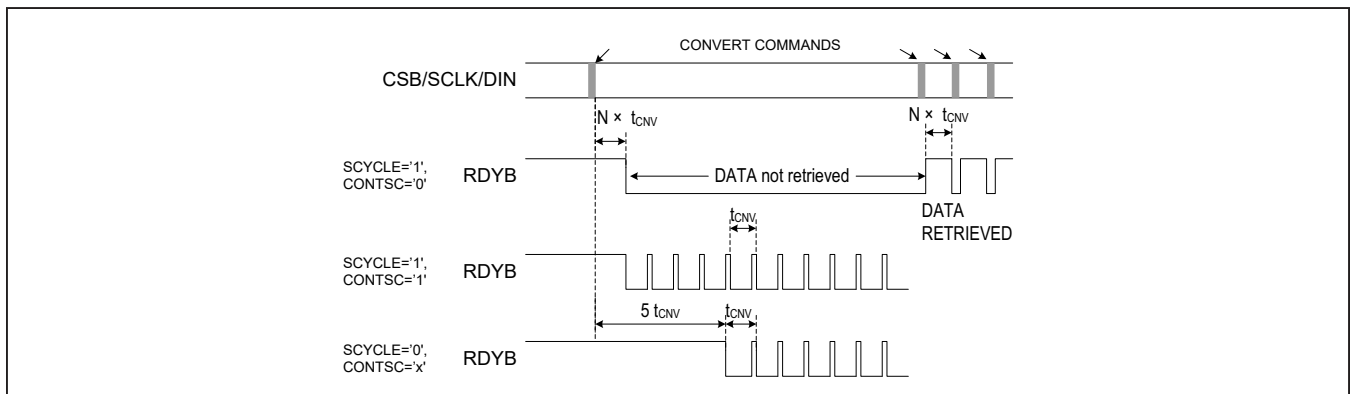 CONVERT COMMANDS
CSB/SCLK/DIN
N × tCNV
N × tCNV
SCYCLE='1',
CONTSC='0'
RDYB
DATA not retrieved
DATA
RETRIEVED
tCNV
SCYCLE='1',
CONTSC='1'
RDYB
5 tCNV
tCNV
SCYCLE='0',
CONTSC='x'
RDYB